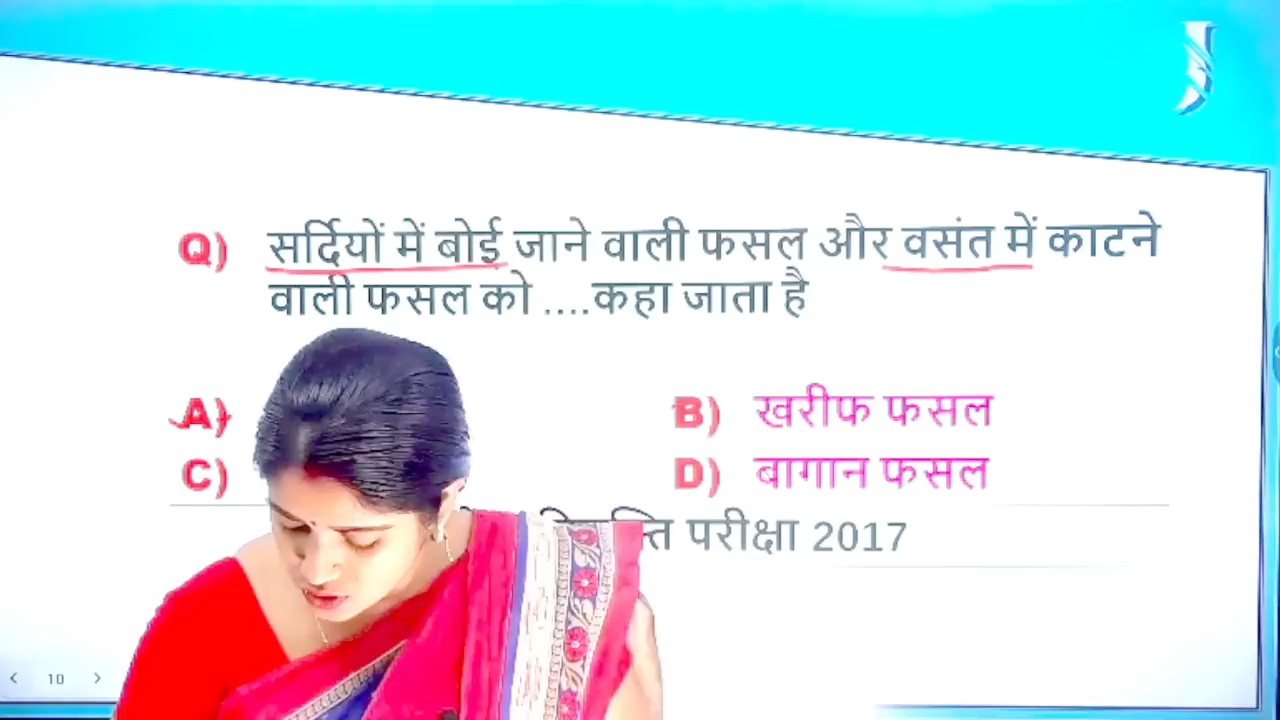 Q) सर्दियों में बोई जाने वाली फसल और वसंत में काटने
वाली फसल को ....कहा जाता है
A)
B) खरीफ फसल
C)
D) बागान फसल
परीक्षा 2017
10